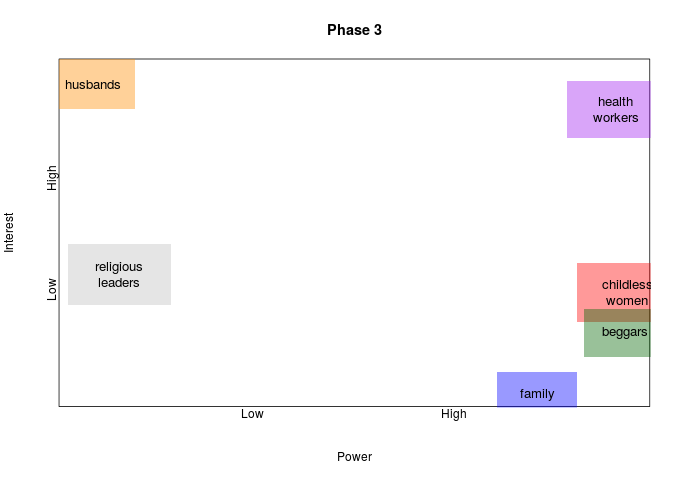 Phase 3
husbands
health
workers
High
Interest
religious
leaders
Low
childless
women
beggars
family
Low
High
Power